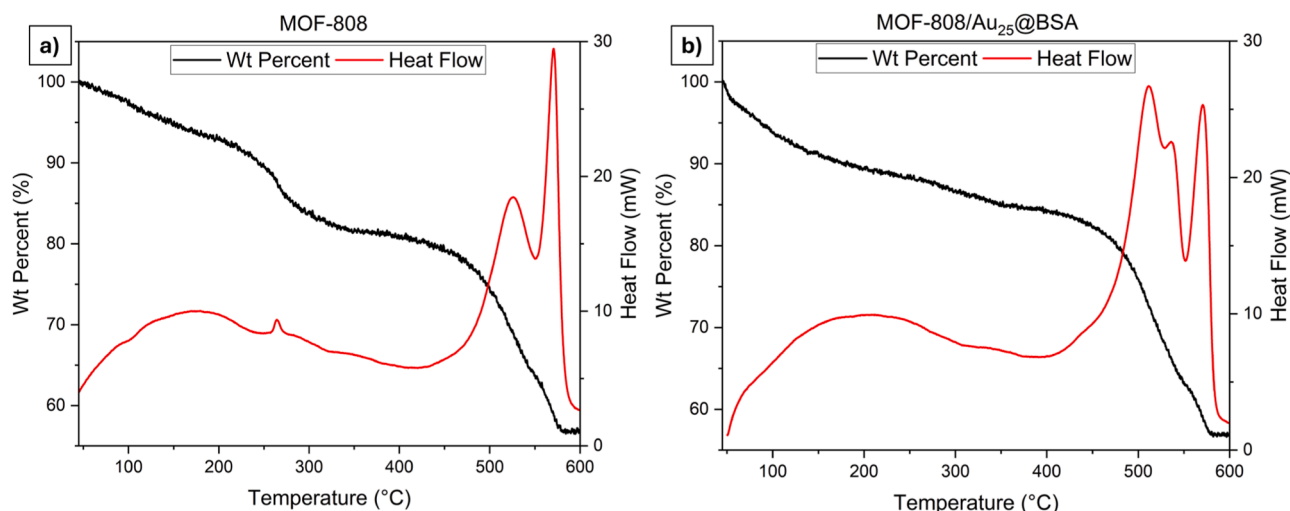 a)
MOF-808
Wt Percent Heat Flow
100
90
80
70
60
Wt Percent (%)
30
20
10
0
Heat Flow (mW)
100 200 300 400 500 600
Temperature (°C)
b)
MOF-808/Au₂₅@BSA
Wt Percent Heat Flow
100
90
80
70
60
Wt Percent (%)
30
20
10
0
Heat Flow (mW)
100 200 300 400 500 600
Temperature (°C)